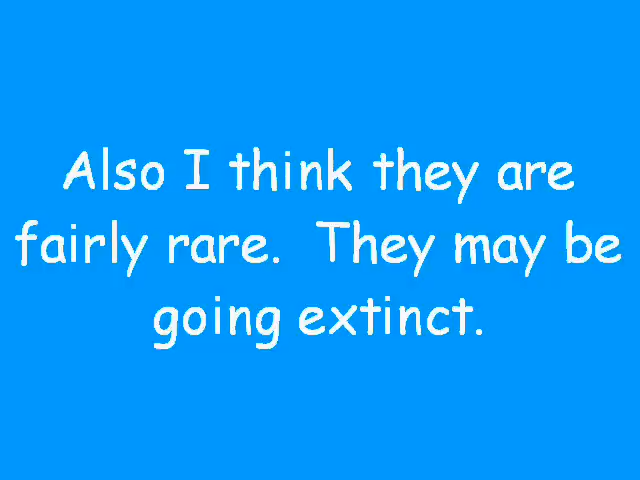 Also I think they are
fairly rare.  They may be
going extinct.